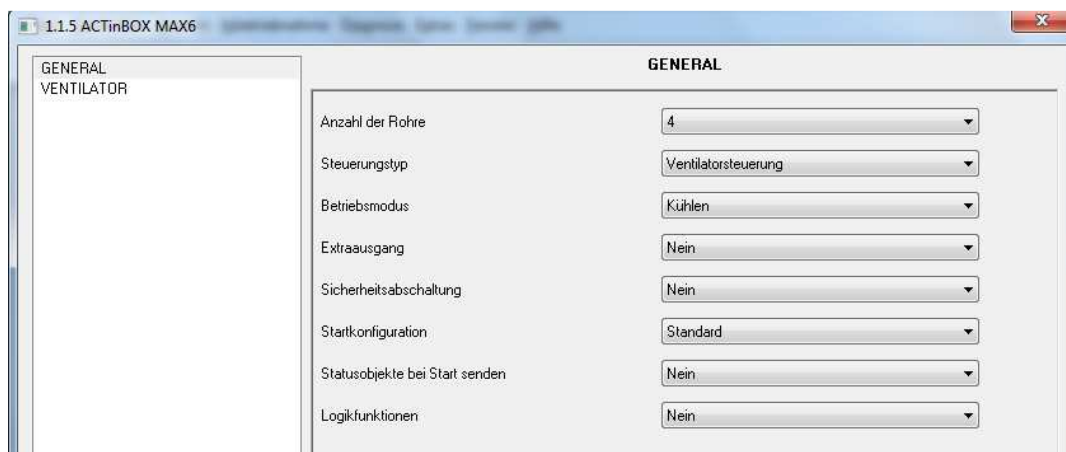 1.1.5 ACTinBOX MAX6
GENERAL
VENTILATOR
GENERAL
Anzahl der Rohre 4
Steuerungstyp Ventilatorsteuerung
Betriebsmodus Kühlen
Extraausgang Nein
Sicherheitsabschaltung Nein
Startkonfiguration Standard
Statusobjekte bei Start senden Nein
Logikfunktionen Nein